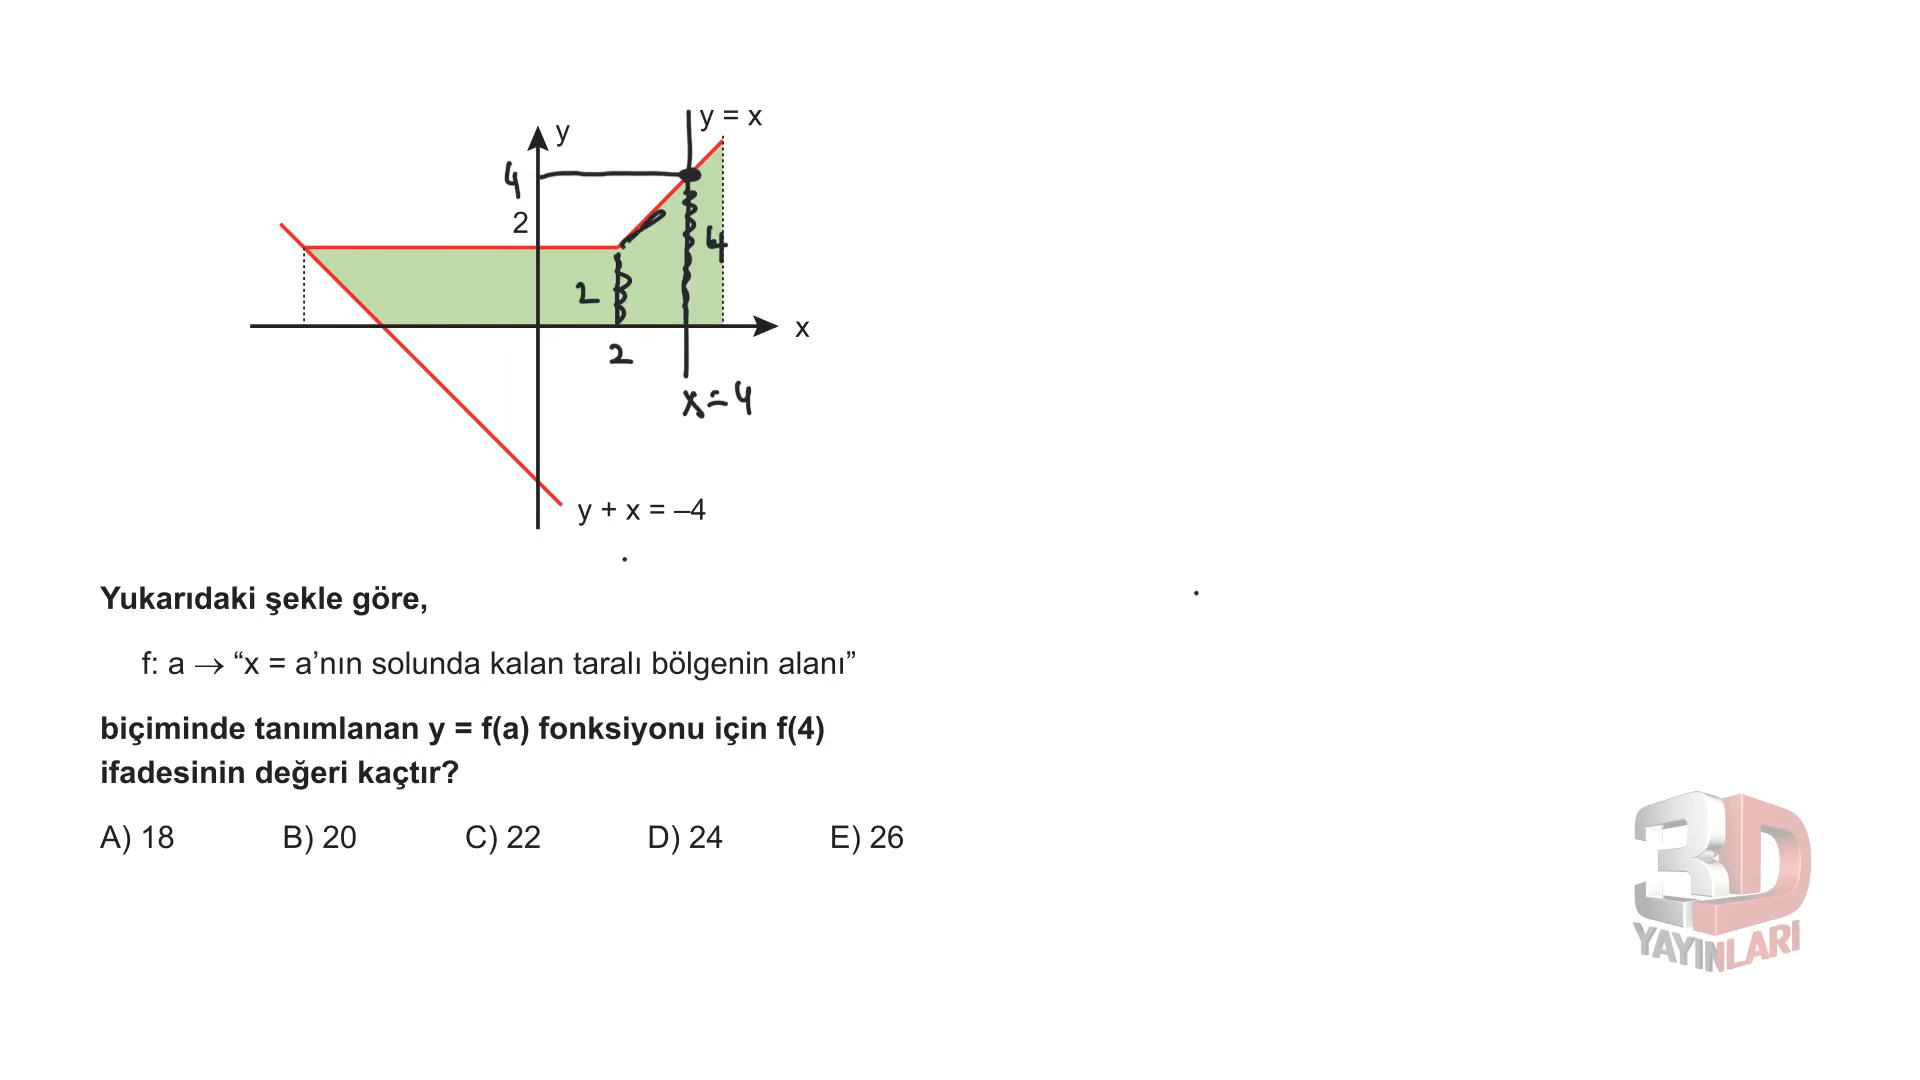 y = x
y
4
2
4
2
x
2
x=4
y + x = –4
Yukarıdaki şekle göre,
f: a → “x = a’nın solunda kalan taralı bölgenin alanı”
biçiminde tanımlanan y = f(a) fonksiyonu için f(4)
ifadesinin değeri kaçtır?
A) 18 B) 20 C) 22 D) 24 E) 26
3D
YAYINLARI